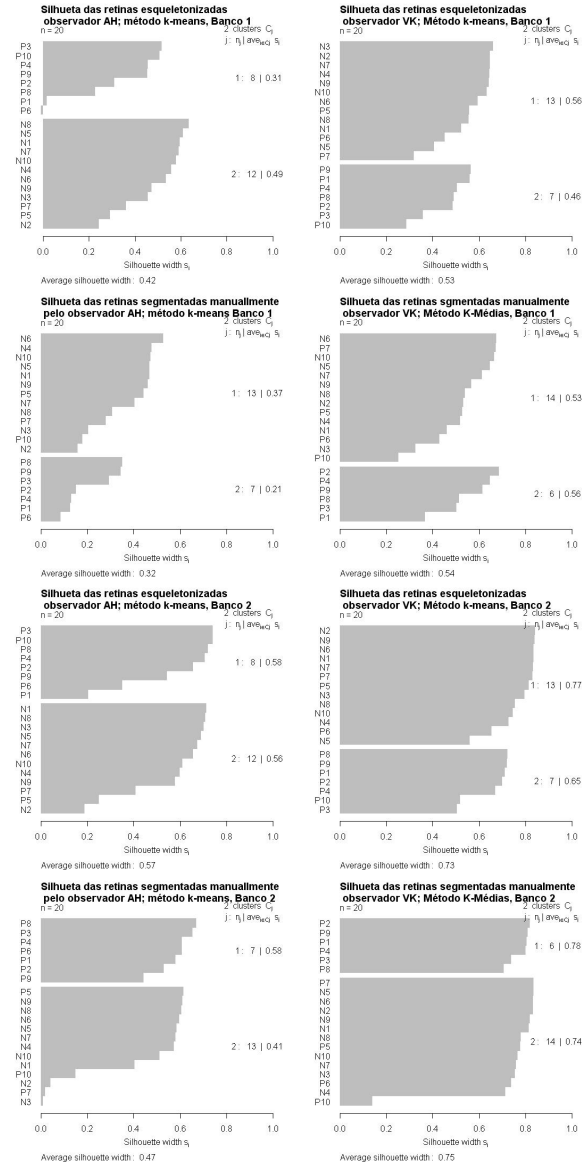 Silhueta das retinas esqueletonizadas
observador AH; método k-means, Banco 1
n = 20
2 clusters Cj
j : nj | avei∈Cj si
P3
P10
P4
P9
P2
P8
P1
P6
1 : 8 | 0.31
N8
N5
N1
N7
N10
N4
N6
N9
N3
P7
P5
N2
2 : 12 | 0.49
0.0 0.2 0.4 0.6 0.8 1.0
Silhouette width si
Average silhouette width : 0.42
Silhueta das retinas esqueletonizadas
observador VK; Método k-means, Banco 1
n = 20
2 clusters Cj
j : nj | avei∈Cj si
N3
N2
N7
N4
N9
N10
N6
P5
N8
N1
P6
N5
P7
1 : 13 | 0.56
P9
P1
P4
P8
P2
P3
P10
2 : 7 | 0.46
0.0 0.2 0.4 0.6 0.8 1.0
Silhouette width si
Average silhouette width : 0.53
Silhueta das retinas segmentadas manuallmente
pelo observador AH; método k-means Banco 1
n = 20
2 clusters Cj
j : nj | avei∈Cj si
N6
N4
N10
N5
N1
N9
P5
N7
N8
P7
N3
P10
N2
1 : 13 | 0.37
P8
P9
P3
P2
P4
P1
P6
2 : 7 | 0.21
0.0 0.2 0.4 0.6 0.8 1.0
Silhouette width si
Average silhouette width : 0.32
Silhueta das retinas sgmentadas manualmente
observador VK; Método K-Médias, Banco 1
n = 20
2 clusters Cj
j : nj | avei∈Cj si
N6
P7
N10
N5
N7
N9
N8
N2
P5
N4
N1
P6
N3
P10
1 : 14 | 0.53
P2
P4
P9
P8
P3
P1
2 : 6 | 0.56
0.0 0.2 0.4 0.6 0.8 1.0
Silhouette width si
Average silhouette width : 0.54
Silhueta das retinas esqueletonizadas
observador AH; método k-means, Banco 2
n = 20
2 clusters Cj
j : nj | avei∈Cj si
P3
P10
P8
P4
P2
P9
P6
P1
1 : 8 | 0.58
N1
N8
N3
N5
N7
N6
N10
N4
N9
P7
P5
N2
2 : 12 | 0.56
0.0 0.2 0.4 0.6 0.8 1.0
Silhouette width si
Average silhouette width : 0.57
Silhueta das retinas esqueletonizadas
observador VK; Método k-means, Banco 2
n = 20
2 clusters Cj
j : nj | avei∈Cj si
N2
N9
N6
N1
N7
P7
P5
N3
N8
N10
N4
P6
N5
1 : 13 | 0.77
P8
P9
P1
P2
P4
P10
P3
2 : 7 | 0.65
0.0 0.2 0.4 0.6 0.8 1.0
Silhouette width si
Average silhouette width : 0.73
Silhueta das retinas segmentadas manuallmente
pelo observador AH; método k-means, Banco 2
n = 20
2 clusters Cj
j : nj | avei∈Cj si
P8
P3
P4
P6
P1
P2
P9
1 : 7 | 0.58
P5
N9
N8
N6
N5
N7
N4
N10
N1
P10
N2
P7
N3
2 : 13 | 0.41
0.0 0.2 0.4 0.6 0.8 1.0
Silhouette width si
Average silhouette width : 0.47
Silhueta das retinas segmentadas manualmente
observador VK; Método K-Médias, Banco 2
n = 20
2 clusters Cj
j : nj | avei∈Cj si
P2
P9
P1
P4
P3
P8
1 : 6 | 0.78
P7
N5
N6
N2
N9
N1
N8
P5
N10
N7
N3
P6
N4
P10
2 : 14 | 0.74
0.0 0.2 0.4 0.6 0.8 1.0
Silhouette width si
Average silhouette width : 0.75